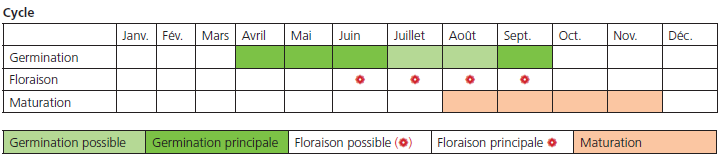 Cycle
Janv. Fév. Mars Avril Mai Juin Juillet Août Sept. Oct. Nov. Déc.
Germination
Floraison
Maturation
Germination possible Germination principale Floraison possible () Floraison principale Maturation